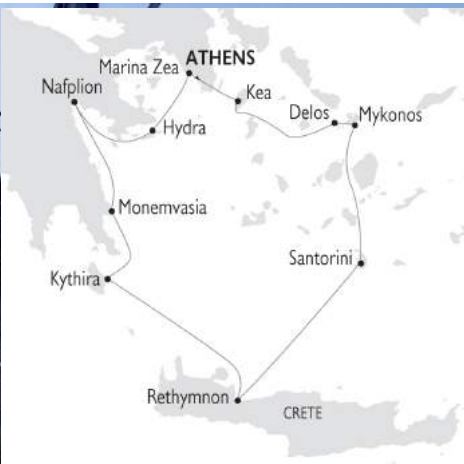 ATHENS
Marina Zea
Nafplion
Kea
Delos
Mykonos
Hydra
Monemvasia
Santorini
Kythira
Rethymnon
CRETE